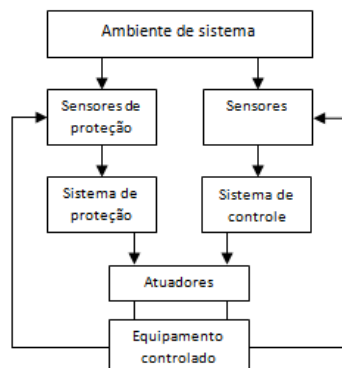 Ambiente de sistema
Sensores de
proteção
Sensores
Sistema de
proteção
Sistema de
controle
Atuadores
Equipamento
controlado